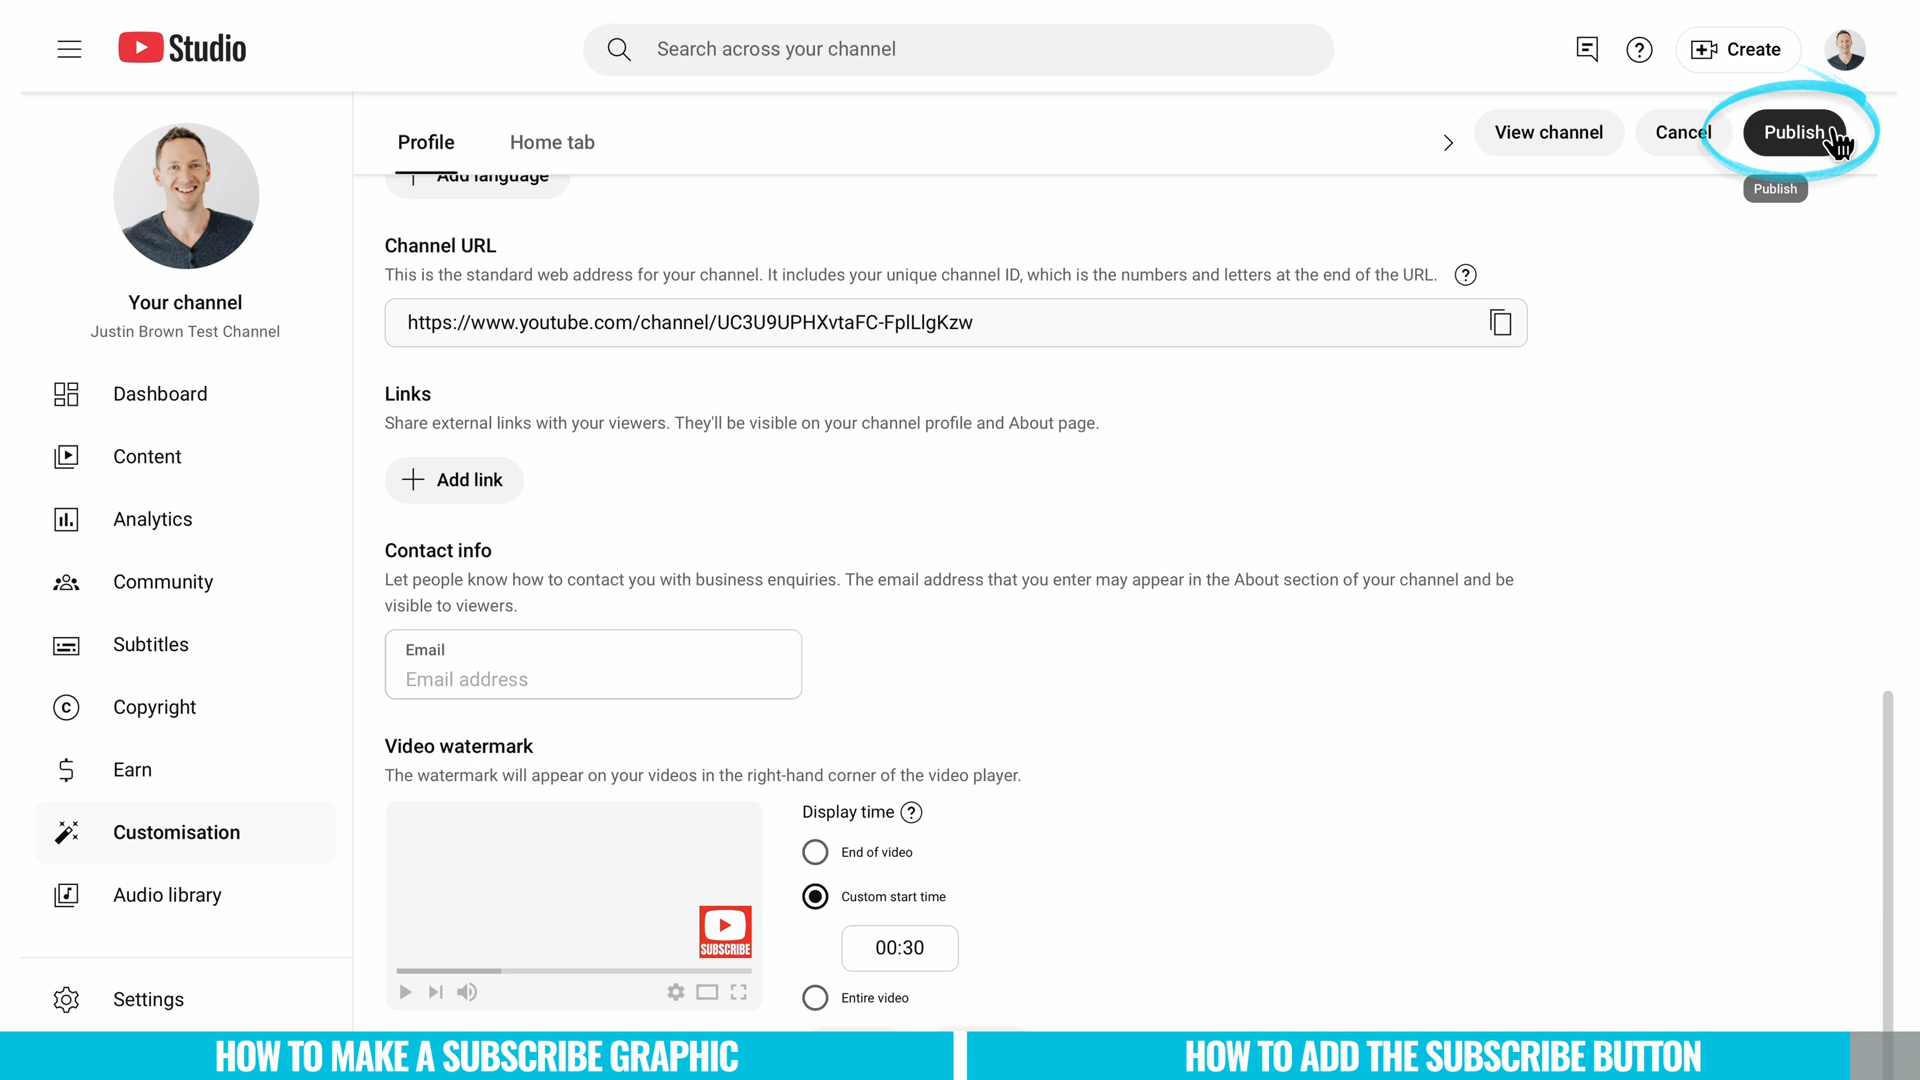 Studio
Search across your channel
Create
Profile
Home tab
View channel
Cancel
Publish
Publish
Add language
Your channel
Justin Brown Test Channel
Dashboard
Content
Analytics
Community
Subtitles
Copyright
Earn
Customisation
Audio library
Settings
Channel URL
This is the standard web address for your channel. It includes your unique channel ID, which is the numbers and letters at the end of the URL.
https://www.youtube.com/channel/UC3U9UPHXvtaFC-FplLlgKzw
Links
Share external links with your viewers. They'll be visible on your channel profile and About page.
Add link
Contact info
Let people know how to contact you with business enquiries. The email address that you enter may appear in the About section of your channel and be
visible to viewers.
Email
Email address
Video watermark
The watermark will appear on your videos in the right-hand corner of the video player.
SUBSCRIBE
Display time
End of video
Custom start time
00:30
Entire video
HOW TO MAKE A SUBSCRIBE GRAPHIC
HOW TO ADD THE SUBSCRIBE BUTTON